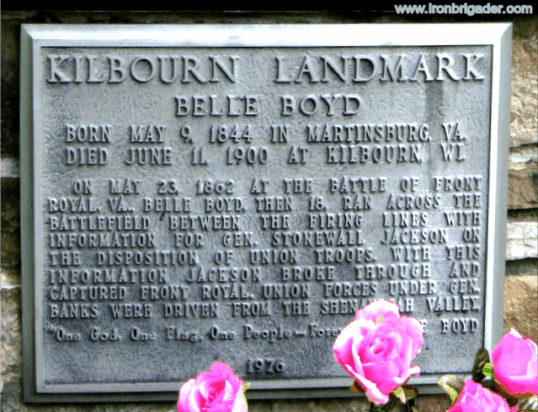 www.ironbrigader.com
KILBOURN LANDMARK
BELLE BOYD
BORN MAY 9, 1844 IN MARTINSBURG, VA.
DIED JUNE 11, 1900 AT KILBOURN, WI.
ON MAY 23, 1862 AT THE BATTLE OF FRONT
ROYAL, VA., BELLE BOYD, THEN 18, RAN ACROSS THE
BATTLEFIELD BETWEEN THE FIRING LINES WITH
INFORMATION FOR GEN. STONEWALL JACKSON ON
THE DISPOSITION OF UNION TROOPS. WITH THIS
INFORMATION JACKSON BROKE THROUGH AND
CAPTURED FRONT ROYAL. UNION FORCES UNDER GEN.
BANKS WERE DRIVEN FROM THE VALLEY
"One God, One Flag, One People— BOYD
1976